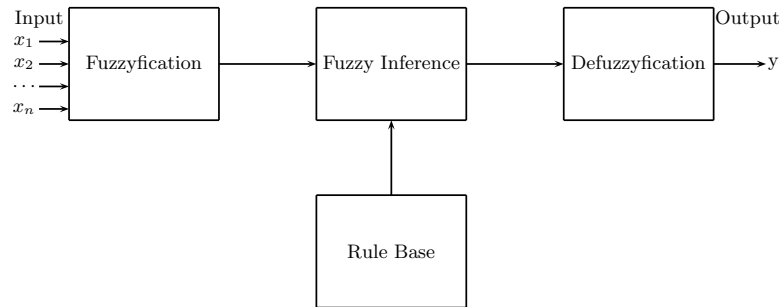 Input
Output
x₁
x₂
Fuzzyfication
Fuzzy Inference
Defuzzyfication
y
...
xₙ
Rule Base